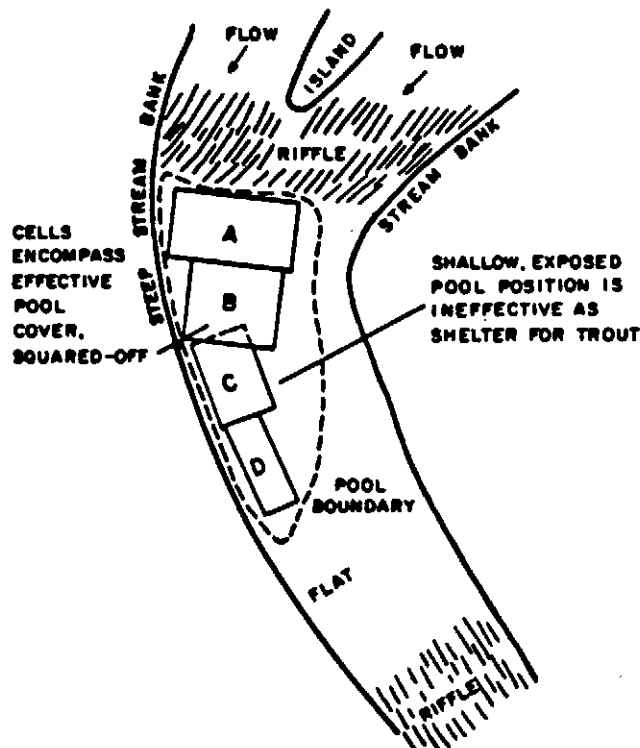 FLOW
ISLAND
FLOW
RIFFLE
STEEP STREAM BANK
STREAM BANK
CELLS
ENCOMPASS
EFFECTIVE
POOL
COVER,
SQUARED-OFF
A
B
C
D
SHALLOW, EXPOSED
POOL POSITION IS
INEFFECTIVE AS
SHELTER FOR TROUT
POOL
BOUNDARY
FLAT
RIFFLE